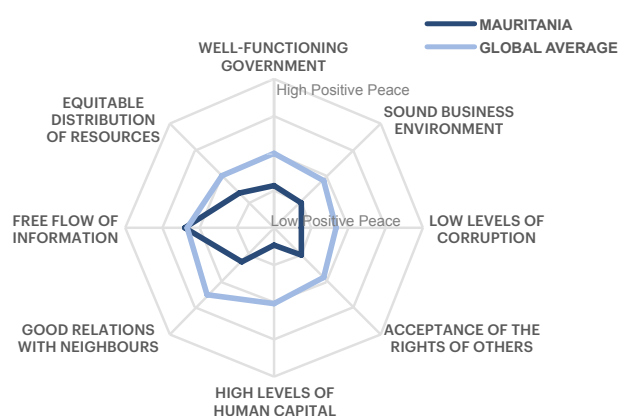 MAURITANIA
GLOBAL AVERAGE
WELL-FUNCTIONING
GOVERNMENT
High Positive Peace
SOUND BUSINESS
ENVIRONMENT
EQUITABLE
DISTRIBUTION
OF RESOURCES
FREE FLOW OF
INFORMATION
Low Positive Peace
LOW LEVELS OF
CORRUPTION
GOOD RELATIONS
WITH NEIGHBOURS
ACCEPTANCE OF THE
RIGHTS OF OTHERS
HIGH LEVELS OF
HUMAN CAPITAL